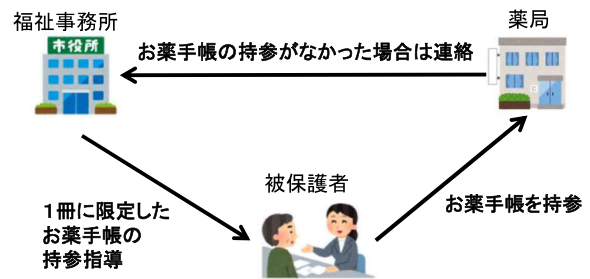 福祉事務所
薬局
市役所
お薬手帳の持参がなかった場合は連絡
被保護者
１冊に限定した
お薬手帳の
持参指導
お薬手帳を持参